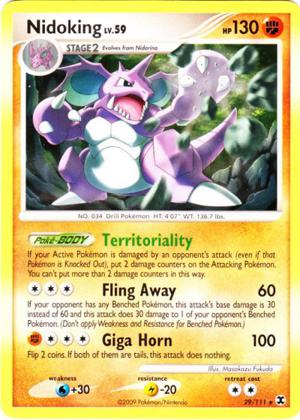 Nidoking LV.59 HP 130
STAGE 2 Evolves from Nidorino
NO. 034 Drill Pokémon HT: 4'07" WT: 136.7 lbs.
Poké-BODY Territoriality
If your Active Pokémon is damaged by an opponent's attack (even if that
Pokémon is Knocked Out), put 2 damage counters on the Attacking Pokémon.
You can't put more than 2 damage counters in this way.
Fling Away 60
If your opponent has any Benched Pokémon, this attack's base damage is 30
instead of 60 and this attack does 30 damage to 1 of your opponent's Benched
Pokémon. (Don't apply Weakness and Resistance for Benched Pokémon.)
Giga Horn 100
Flip 2 coins. If both of them are tails, this attack does nothing.
Illus. Masakazu Fukuda
weakness resistance retreat cost
+30 -20
©2009 Pokémon/Nintendo 29/111